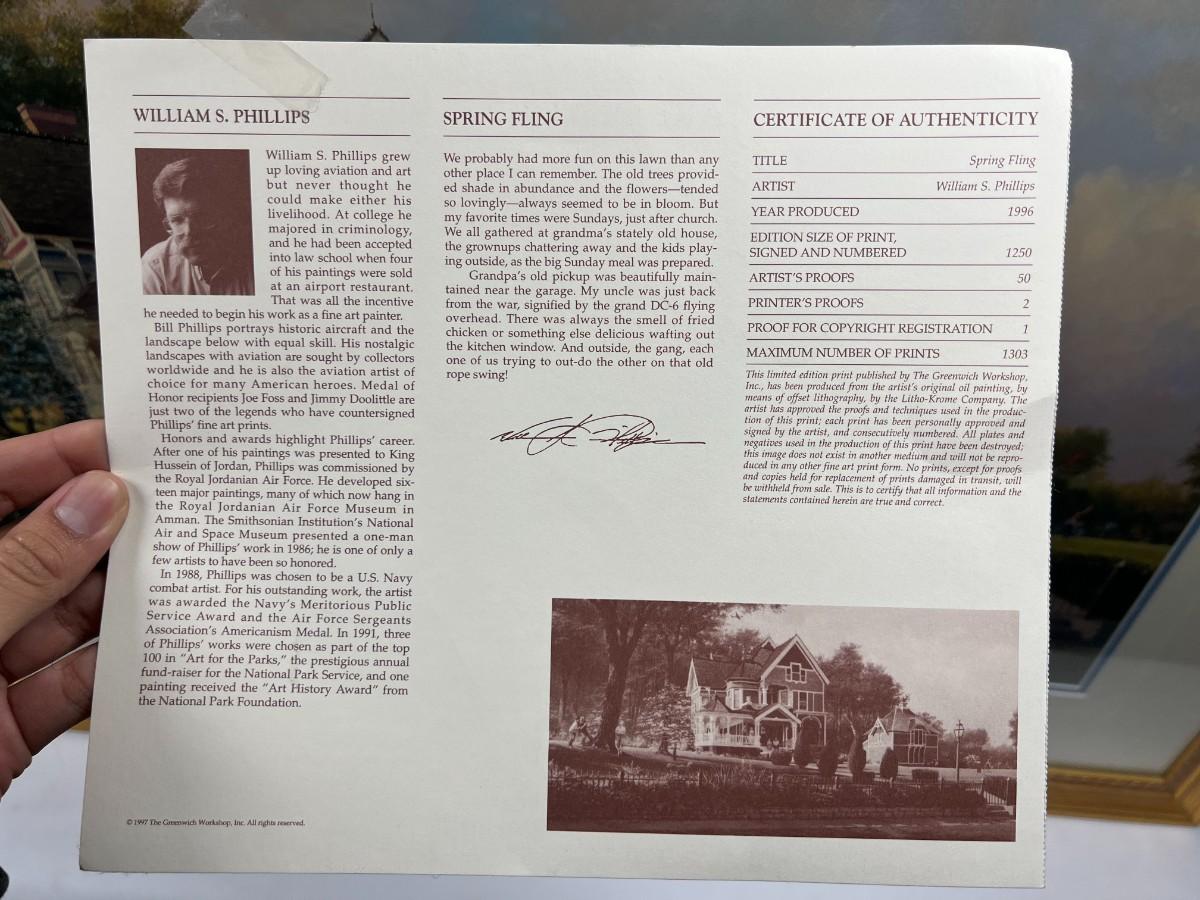 WILLIAM S. PHILLIPS
William S. Phillips grew
up loving aviation and art
but never thought he
could make either his
livelihood. At college he
majored in criminology,
and he had been accepted
into law school when four
of his paintings were sold
at an airport restaurant.
That was all the incentive
he needed to begin his work as a fine art painter.
Bill Phillips portrays historic aircraft and the
landscape below with equal skill. His nostalgic
landscapes with aviation are sought by collectors
worldwide and he is also the aviation artist of
choice for many American heroes. Medal of
Honor recipients Joe Foss and Jimmy Doolittle are
just two of the legends who have countersigned
Phillips' fine art prints.
Honors and awards highlight Phillips' career.
After one of his paintings was presented to King
Hussein of Jordan, Phillips was commissioned by
the Royal Jordanian Air Force. He developed six-
teen major paintings, many of which now hang in
the Royal Jordanian Air Force Museum in
Amman. The Smithsonian Institution's National
Air and Space Museum presented a one-man
show of Phillips' work in 1986; he is one of only a
few artists to have been so honored.
In 1988, Phillips was chosen to be a U.S. Navy
combat artist. For his outstanding work, the artist
was awarded the Navy's Meritorious Public
Service Award and the Air Force Sergeants
Association's Americanism Medal. In 1991, three
of Phillips' works were chosen as part of the top
100 in "Art for the Parks," the prestigious annual
fund-raiser for the National Park Service, and one
painting received the "Art History Award" from
the National Park Foundation.
© 1997 The Greenwich Workshop, Inc. All rights reserved.
SPRING FLING
We probably had more fun on this lawn than any
other place I can remember. The old trees provid-
ed shade in abundance and the flowers—tended
so lovingly—always seemed to be in bloom. But
my favorite times were Sundays, just after church.
We all gathered at grandma's stately old house,
the grownups chattering away and the kids play-
ing outside, as the big Sunday meal was prepared.
Grandpa's old pickup was beautifully main-
tained near the garage. My uncle was just back
from the war, signified by the grand DC-6 flying
overhead. There was always the smell of fried
chicken or something else delicious wafting out
the kitchen window. And outside, the gang, each
one of us trying to out-do the other on that old
rope swing!
CERTIFICATE OF AUTHENTICITY
TITLE Spring Fling
ARTIST William S. Phillips
YEAR PRODUCED 1996
EDITION SIZE OF PRINT,
SIGNED AND NUMBERED 1250
ARTIST'S PROOFS 50
PRINTER'S PROOFS 2
PROOF FOR COPYRIGHT REGISTRATION 1
MAXIMUM NUMBER OF PRINTS 1303
This limited edition print published by The Greenwich Workshop,
Inc., has been produced from the artist's original oil painting, by
means of offset lithography, by the Litho-Krome Company. The
artist has approved the proofs and techniques used in the produc-
tion of this print; each print has been personally approved and
signed by the artist, and consecutively numbered. All plates and
negatives used in the production of this print have been destroyed;
this image does not exist in another medium and will not be repro-
duced in any other fine art print form. No prints, except for proofs
and copies held for replacement of prints damaged in transit, will
be withheld from sale. This is to certify that all information and the
statements contained herein are true and correct.